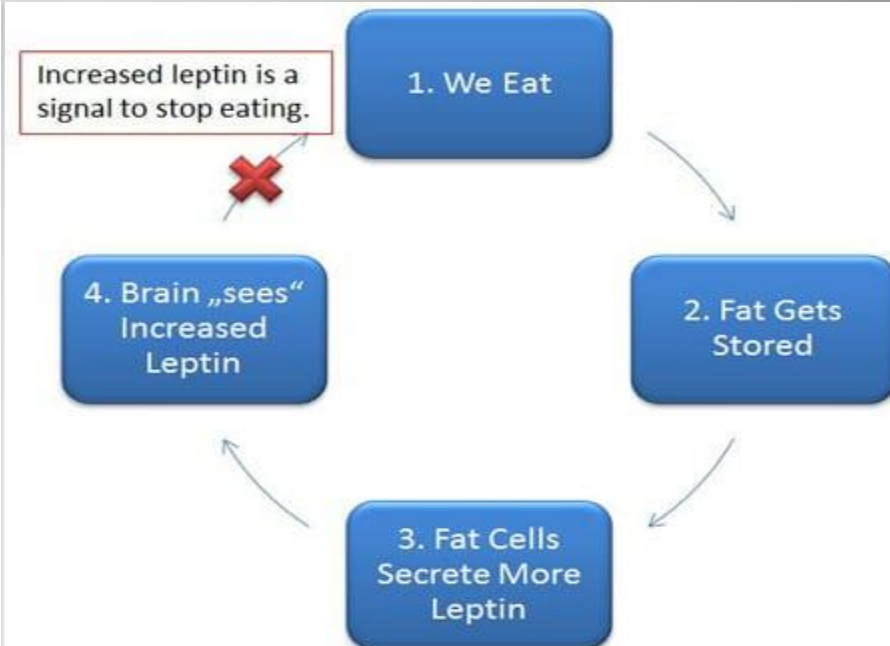 Increased leptin is a
signal to stop eating.
1. We Eat
2. Fat Gets
Stored
3. Fat Cells
Secrete More
Leptin
4. Brain „sees“
Increased
Leptin